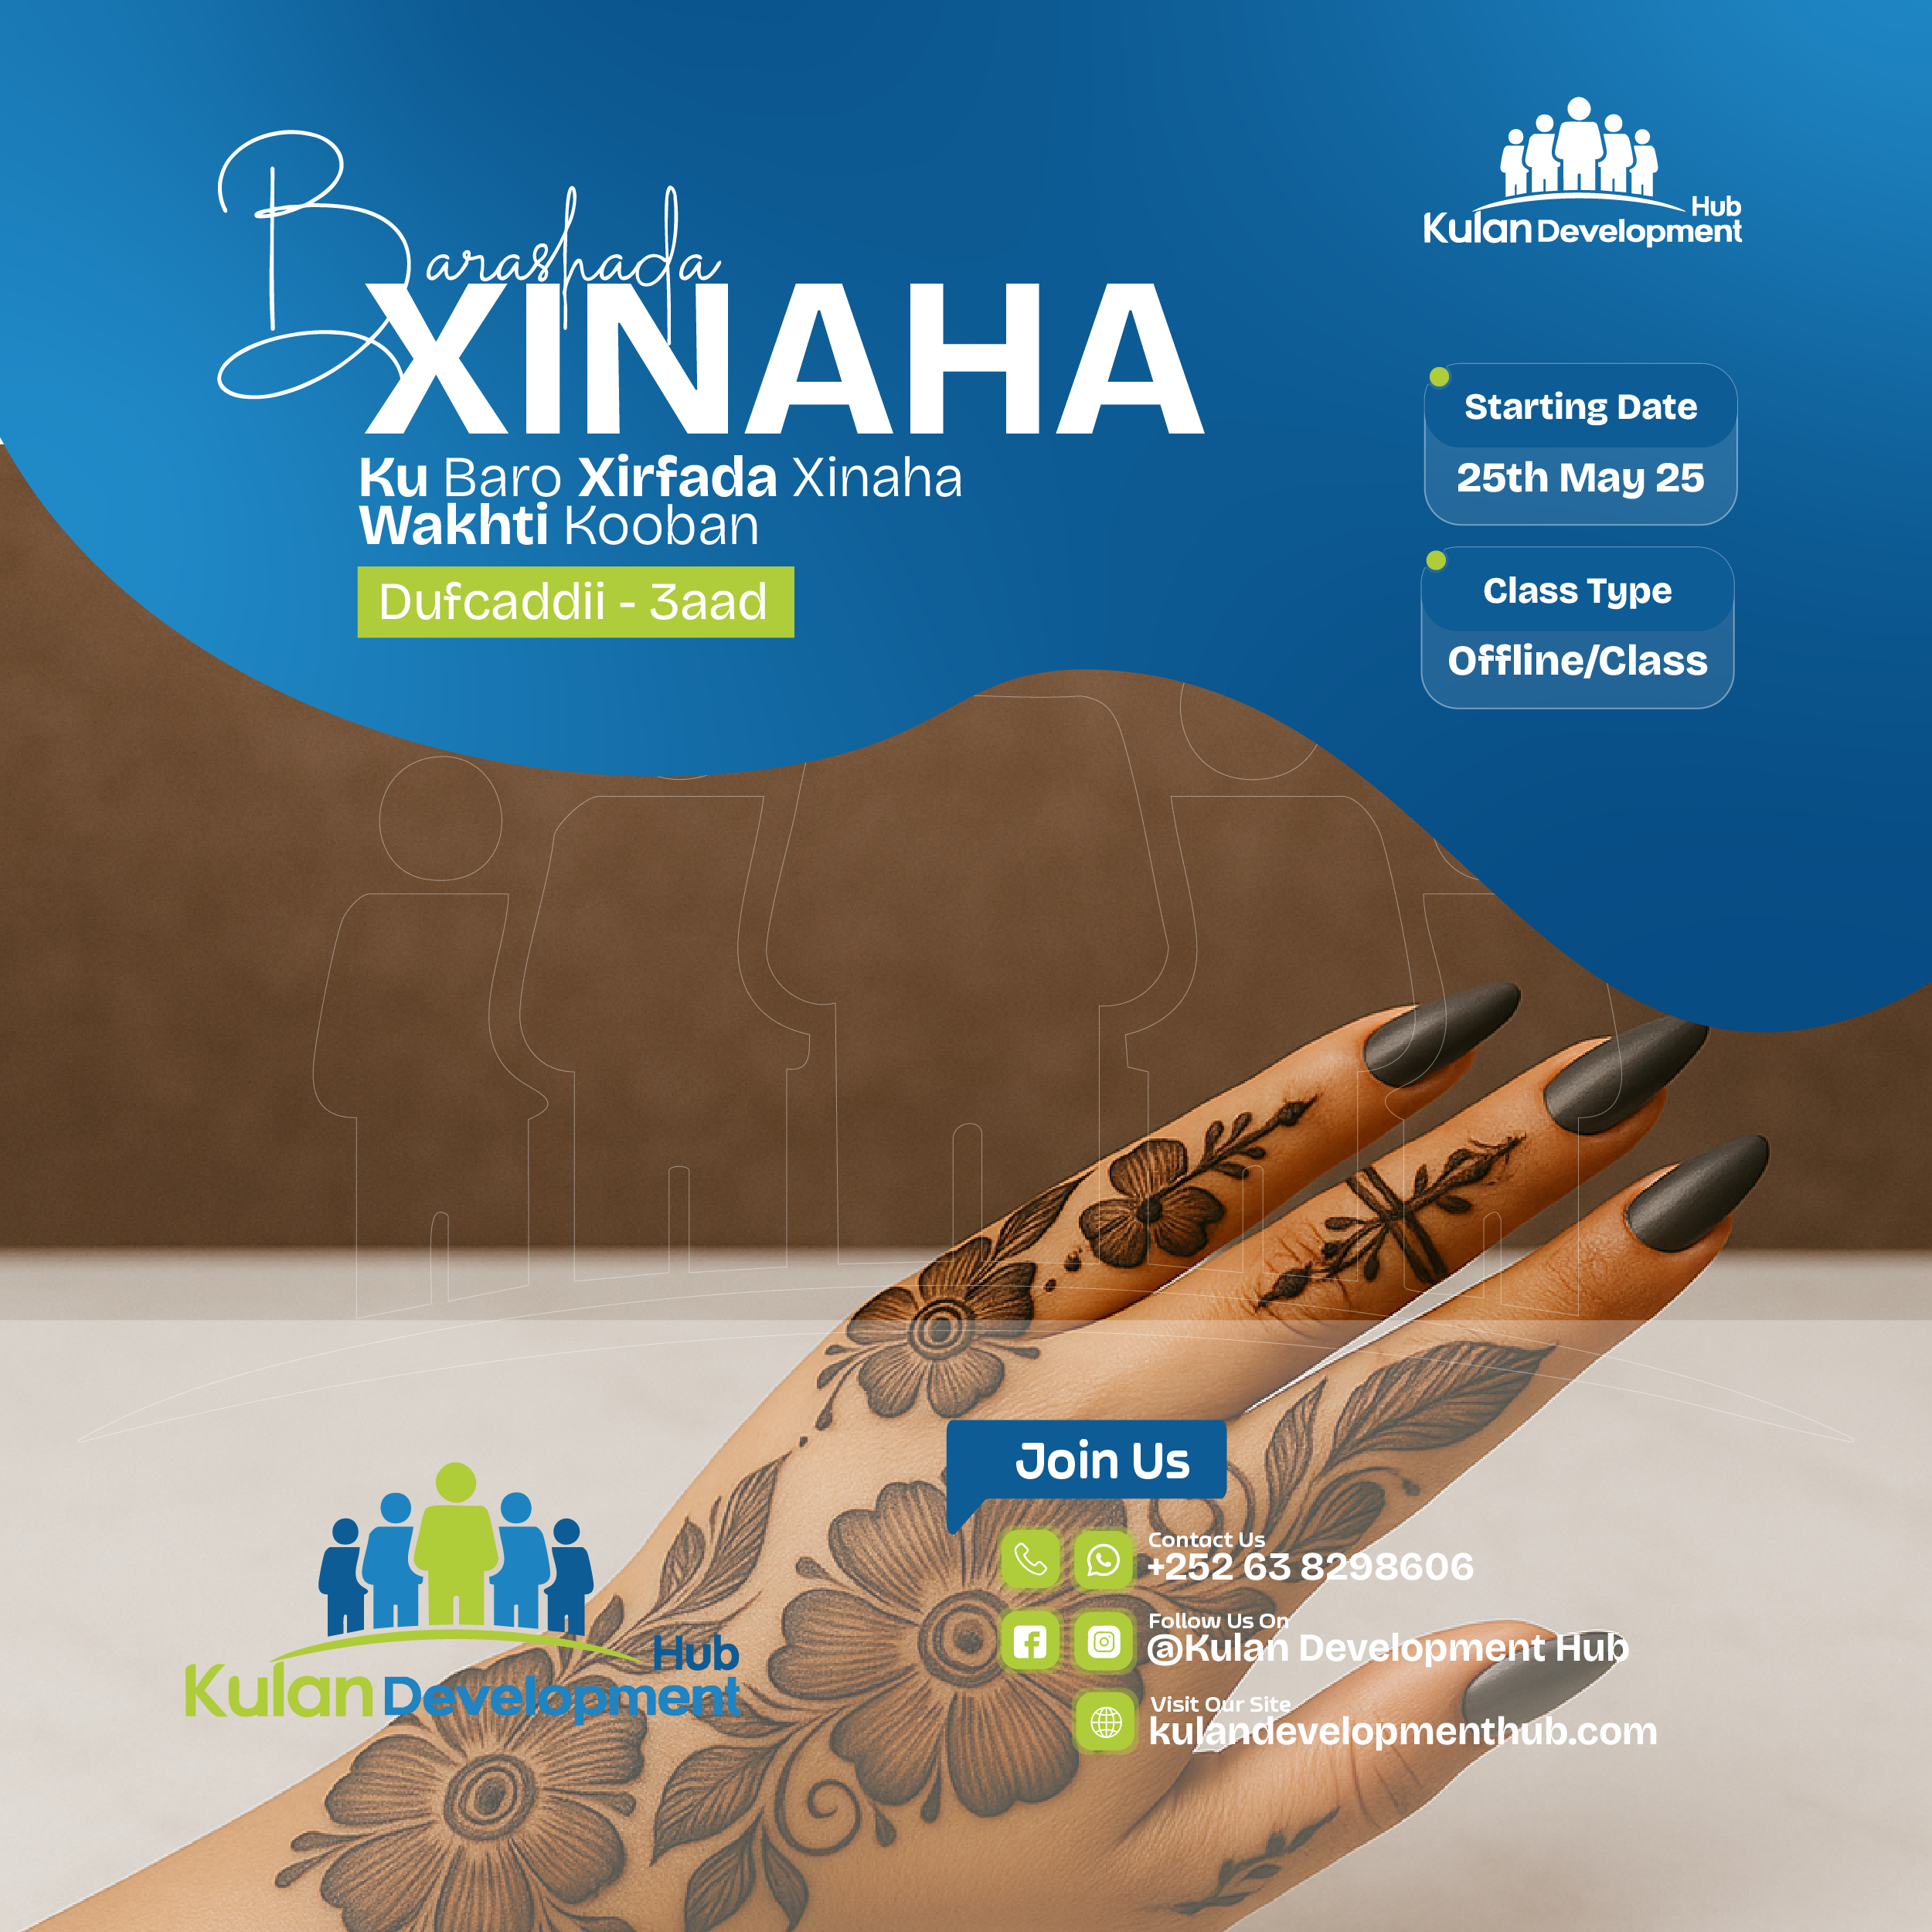 Barashada
XINAHA
Ku Baro Xirfada Xinaha
Wakhti Kooban
Dufcaddii - 3aad
Hub
Kulan Development
Starting Date
25th May 25
Class Type
Offline/Class
Join Us
Contact Us
+252 63 8298606
Follow Us On
@Kulan Development Hub
Visit Our Site
kulandevelopmenthub.com
Hub
Kulan Development